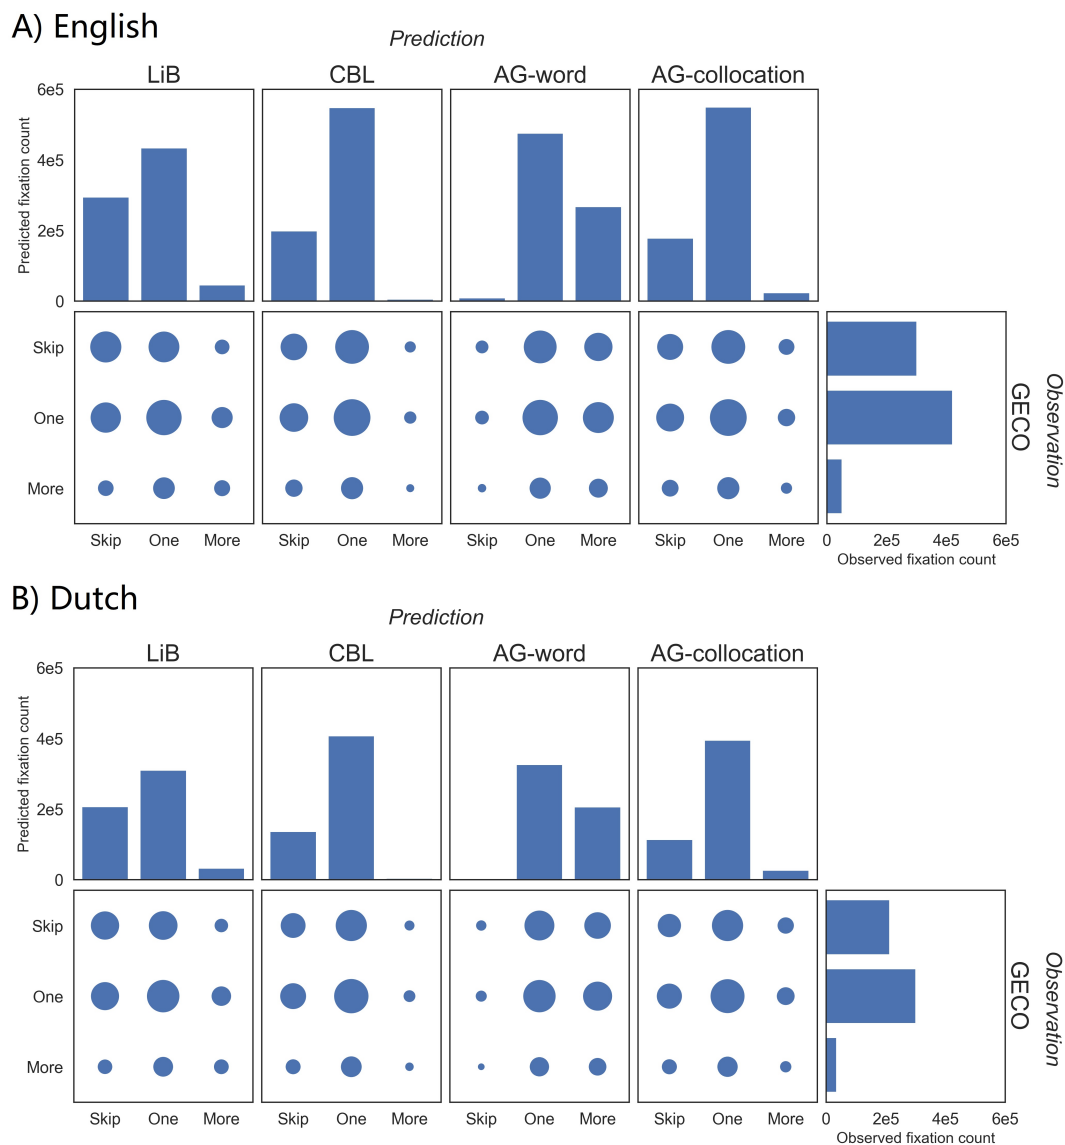 A) English
Prediction
LiB CBL AG-word AG-collocation
6e5
4e5
2e5
0
Predicted fixation count
Skip
One
More
Skip One More Skip One More Skip One More Skip One More
0 2e5 4e5 6e5
Observed fixation count
GECO
Observation
B) Dutch
Prediction
LiB CBL AG-word AG-collocation
6e5
4e5
2e5
0
Predicted fixation count
Skip
One
More
Skip One More Skip One More Skip One More Skip One More
0 2e5 4e5 6e5
Observed fixation count
GECO
Observation